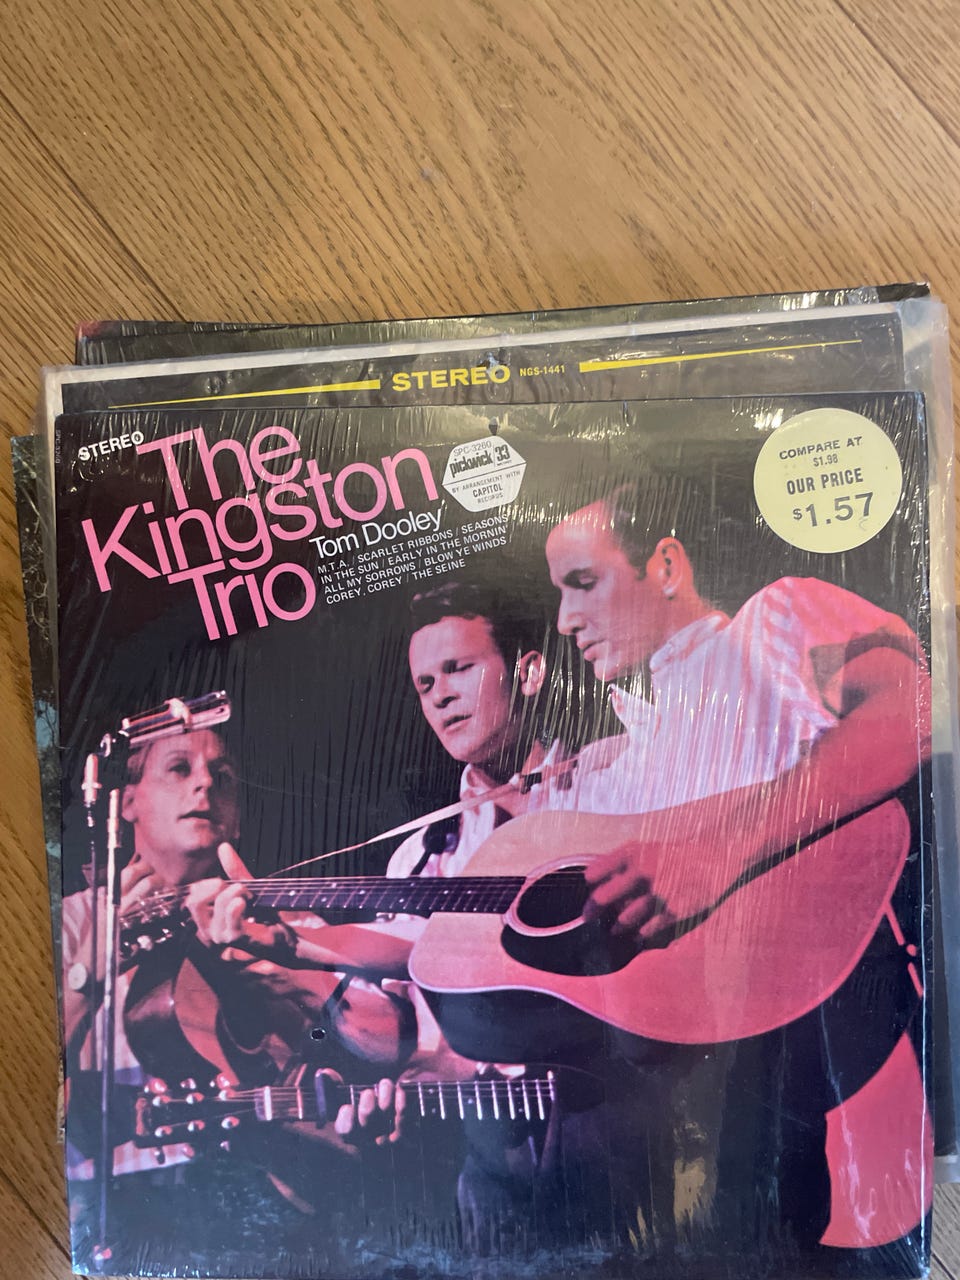 STEREO NGS-1441
STEREO
The
Kingston
Trio
SPC-3260
pickwick/33
RECORDS
BY ARRANGEMENT WITH
CAPITOL
RECORDS
COMPARE AT
$1.98
OUR PRICE
$1.57
Tom Dooley
M.T.A. / SCARLET RIBBONS / SEASONS
IN THE SUN / EARLY IN THE MORNIN'
ALL MY SORROWS / BLOW YE WINDS
COREY, COREY / THE SEINE